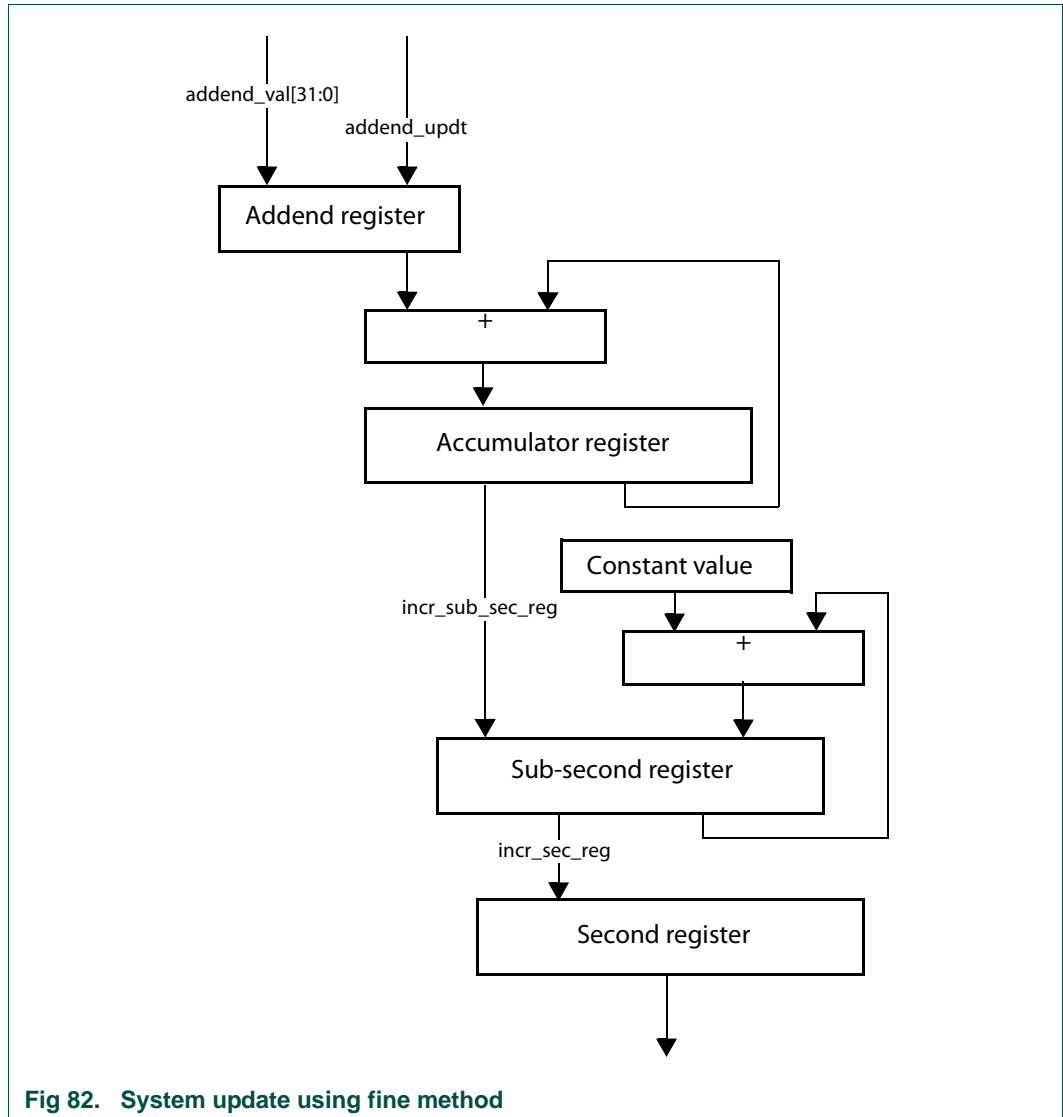 addend_val[31:0]
addend_updt
Addend register
+
Accumulator register
Constant value
incr_sub_sec_reg
+
Sub-second register
incr_sec_reg
Second register
Fig 82. System update using fine method